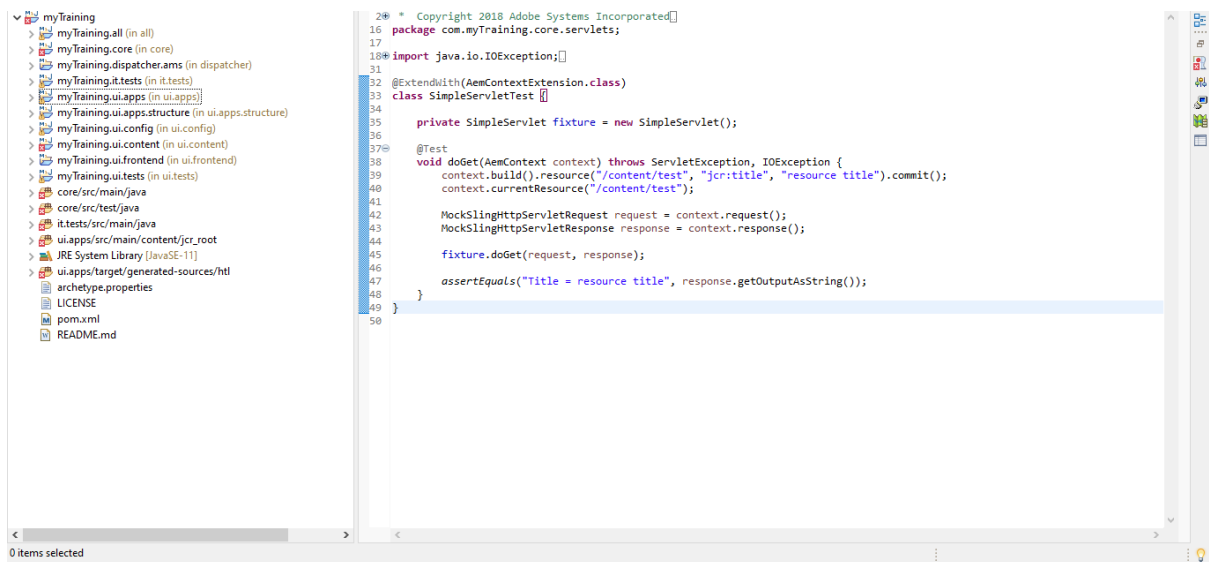 myTraining
myTraining.all (in all)
myTraining.core (in core)
myTraining.dispatcher.ams (in dispatcher)
myTraining.it.tests (in it.tests)
myTraining.ui.apps (in ui.apps)
myTraining.ui.apps.structure (in ui.apps.structure)
myTraining.ui.config (in ui.config)
myTraining.ui.content (in ui.content)
myTraining.ui.frontend (in ui.frontend)
myTraining.ui.tests (in ui.tests)
core/src/main/java
core/src/test/java
it.tests/src/main/java
ui.apps/src/main/content/jcr_root
JRE System Library [JavaSE-11]
ui.apps/target/generated-sources/htl
archetype.properties
LICENSE
pom.xml
README.md
2 * Copyright 2018 Adobe Systems Incorporated
16 package com.myTraining.core.servlets;
17
18 import java.io.IOException;
31
32 @ExtendWith(AemContextExtension.class)
33 class SimpleServletTest {
34
35 private SimpleServlet fixture = new SimpleServlet();
36
37 @Test
38 void doGet(AemContext context) throws ServletException, IOException {
39 context.build().resource("/content/test", "jcr:title", "resource title").commit();
40 context.currentResource("/content/test");
41
42 MockSlingHttpServletRequest request = context.request();
43 MockSlingHttpServletResponse response = context.response();
44
45 fixture.doGet(request, response);
46
47 assertEquals("Title = resource title", response.getOutputAsString());
48 }
49 }
50
0 items selected